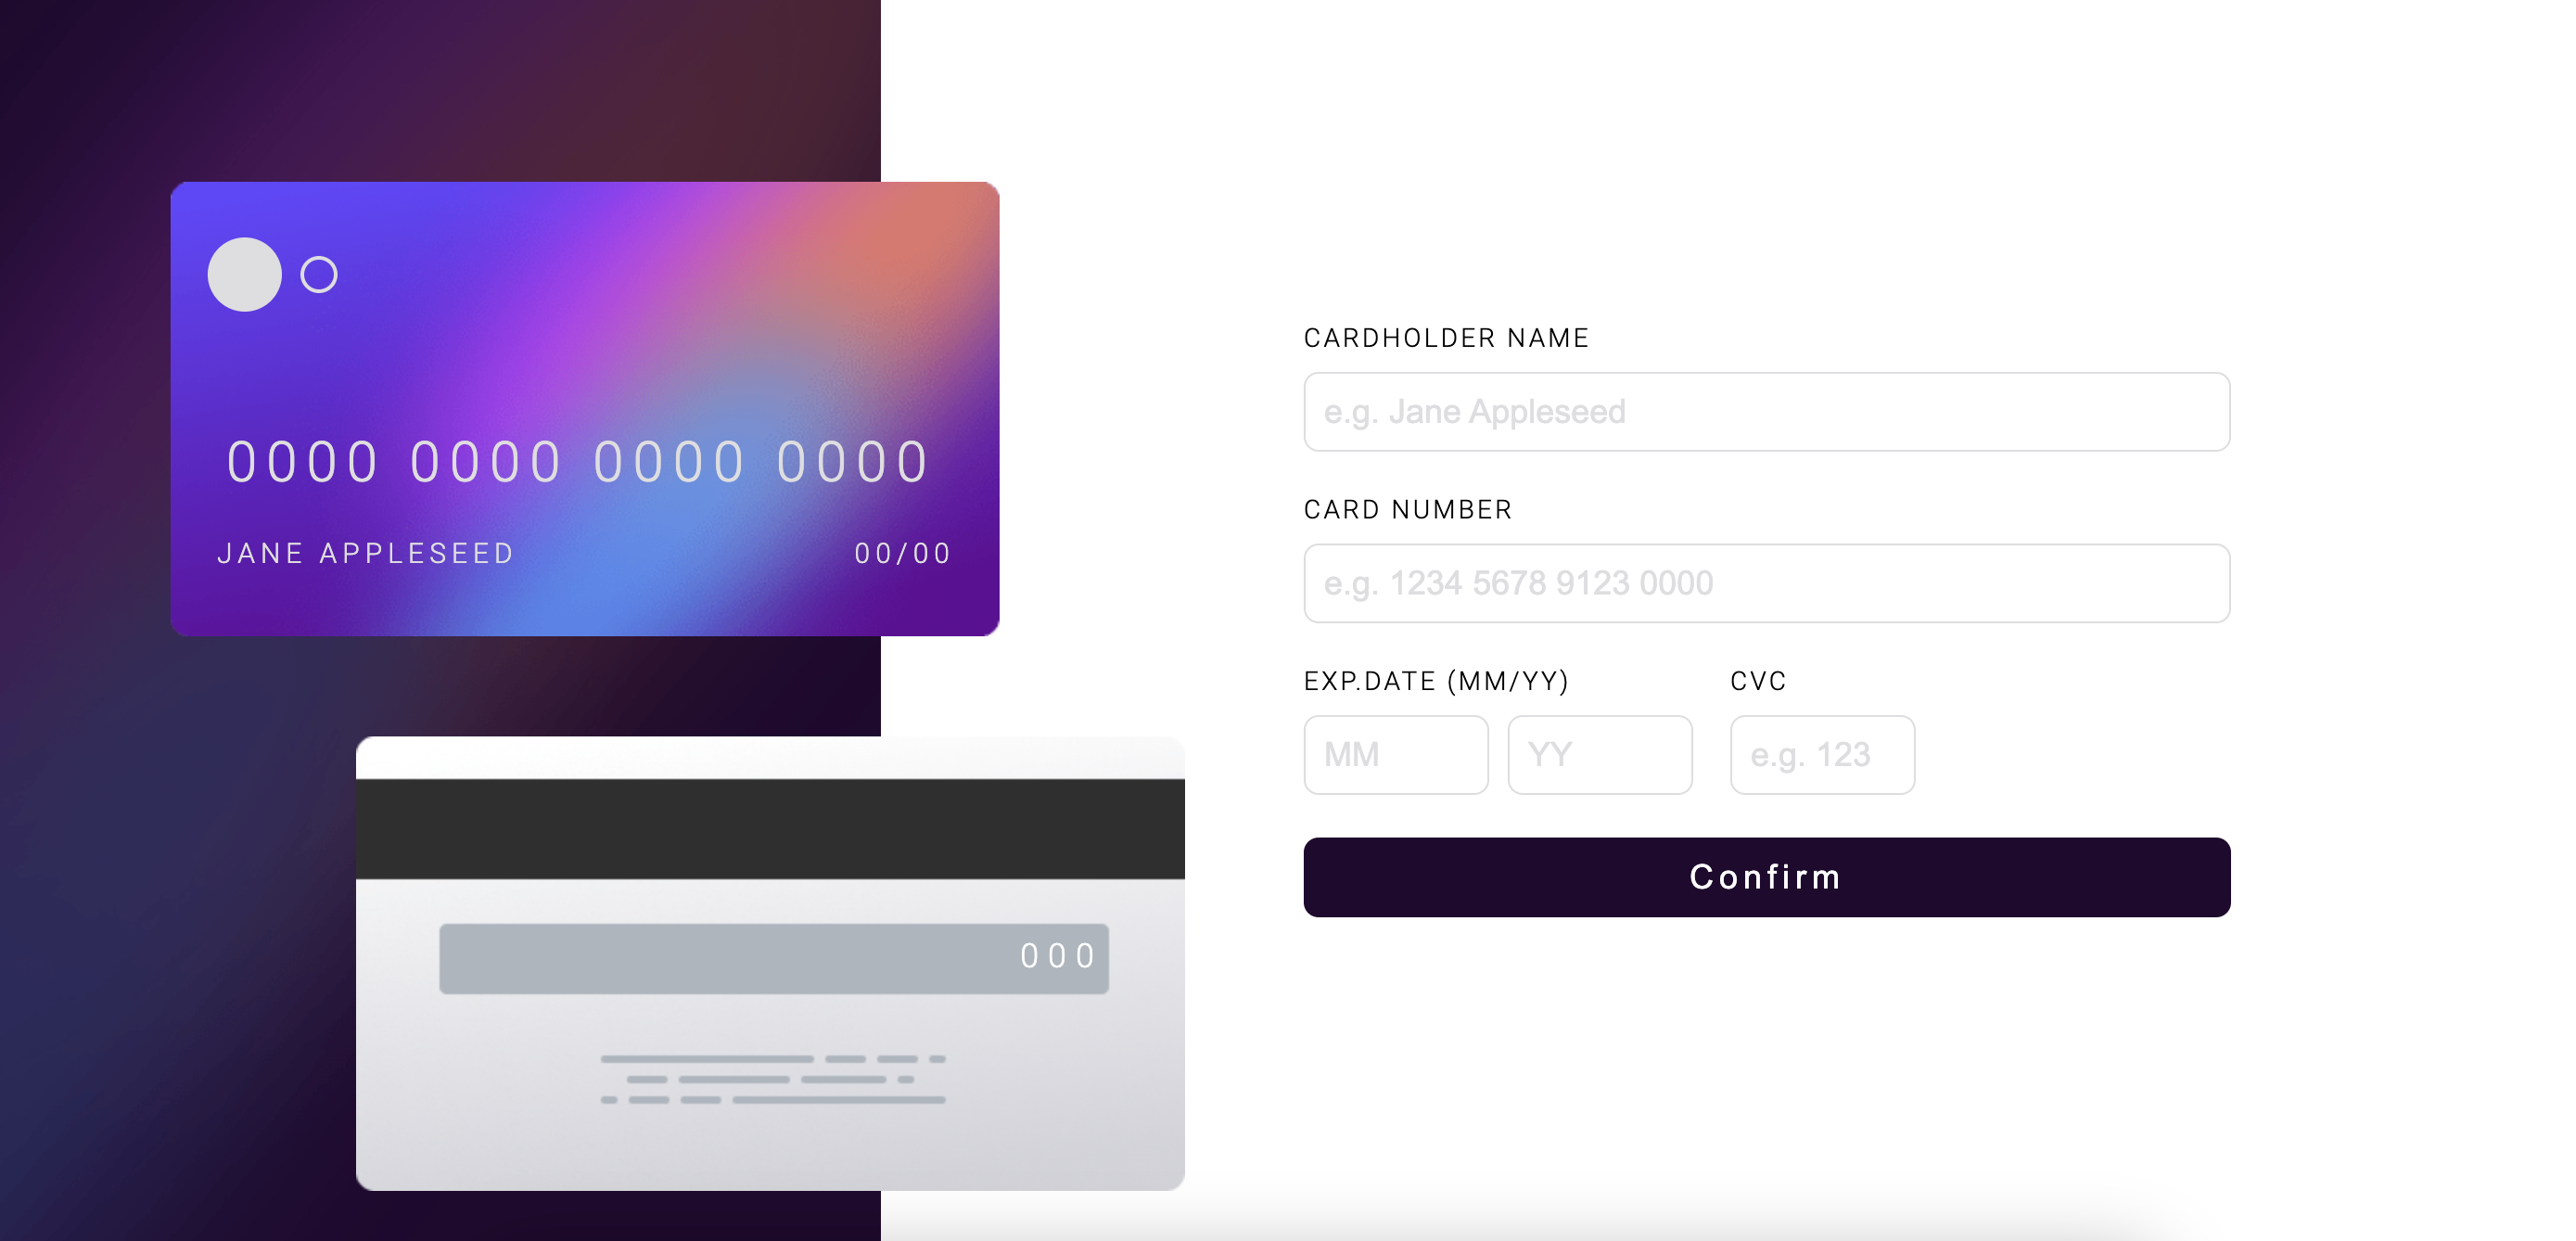 0000 0000 0000 0000
JANE APPLESEED 00/00
000
CARDHOLDER NAME
e.g. Jane Appleseed
CARD NUMBER
e.g. 1234 5678 9123 0000
EXP.DATE (MM/YY) CVC
MM YY e.g. 123
Confirm